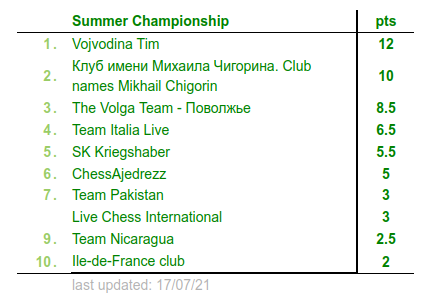 Summer Championship pts
1. Vojvodina Tim 12
2. Клуб имени Михаила Чигорина. Club 10
names Mikhail Chigorin
3. The Volga Team - Поволжье 8.5
4. Team Italia Live 6.5
5. SK Kriegshaber 5.5
6. ChessAjedrezz 5
7. Team Pakistan 3
Live Chess International 3
9. Team Nicaragua 2.5
10. Ile-de-France club 2
last updated: 17/07/21